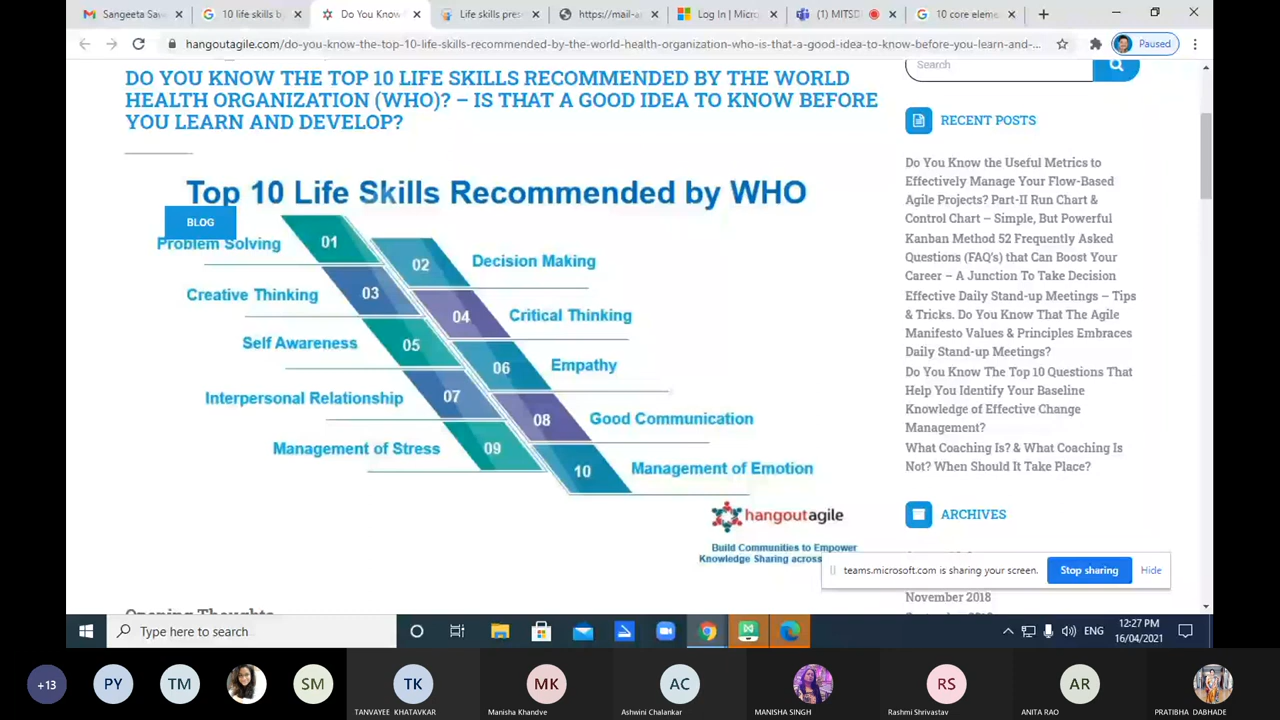 Sangeeta Sav
10 life skills b
Do You Know
Life skills pres
https://mail-a
Log In | Micr
(1) MITSD
10 core eleme
hangoutagile.com/do-you-know-the-top-10-life-skills-recommended-by-the-world-health-organization-who-is-that-a-good-idea-to-know-before-you-learn-and-...
Paused
DO YOU KNOW THE TOP 10 LIFE SKILLS RECOMMENDED BY THE WORLD
HEALTH ORGANIZATION (WHO)? – IS THAT A GOOD IDEA TO KNOW BEFORE
YOU LEARN AND DEVELOP?
Top 10 Life Skills Recommended by WHO
BLOG
Problem Solving
01
02
Decision Making
Creative Thinking
03
04
Critical Thinking
Self Awareness
05
06
Empathy
Interpersonal Relationship
07
08
Good Communication
Management of Stress
09
10
Management of Emotion
hangoutagile
Build Communities to Empower
Knowledge Sharing across
Opening Thoughts
Search
RECENT POSTS
Do You Know the Useful Metrics to
Effectively Manage Your Flow-Based
Agile Projects? Part-II Run Chart &
Control Chart – Simple, But Powerful
Kanban Method 52 Frequently Asked
Questions (FAQ's) that Can Boost Your
Career – A Junction To Take Decision
Effective Daily Stand-up Meetings – Tips
& Tricks. Do You Know That The Agile
Manifesto Values & Principles Embraces
Daily Stand-up Meetings?
Do You Know The Top 10 Questions That
Help You Identify Your Baseline
Knowledge of Effective Change
Management?
What Coaching Is? & What Coaching Is
Not? When Should It Take Place?
ARCHIVES
teams.microsoft.com is sharing your screen.
Stop sharing
Hide
November 2018
Type here to search
ENG
12:27 PM
16/04/2021
+13
PY
TM
SM
TK
TANVAYEE KHATAVKAR
MK
Manisha Khandve
AC
Ashwini Chalankar
MANISHA SINGH
RS
Rashmi Shrivastav
AR
ANITA RAO
PRATIBHA DABHADE